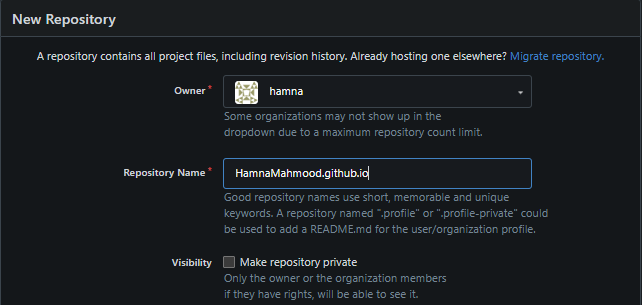 New Repository
A repository contains all project files, including revision history. Already hosting one elsewhere? Migrate repository.
Owner * hamna
Some organizations may not show up in the
dropdown due to a maximum repository count limit.
Repository Name * HamnaMahmood.github.io
Good repository names use short, memorable and unique
keywords. A repository named ".profile" or ".profile-private" could
be used to add a README.md for the user/organization profile.
Visibility Make repository private
Only the owner or the organization members
if they have rights, will be able to see it.